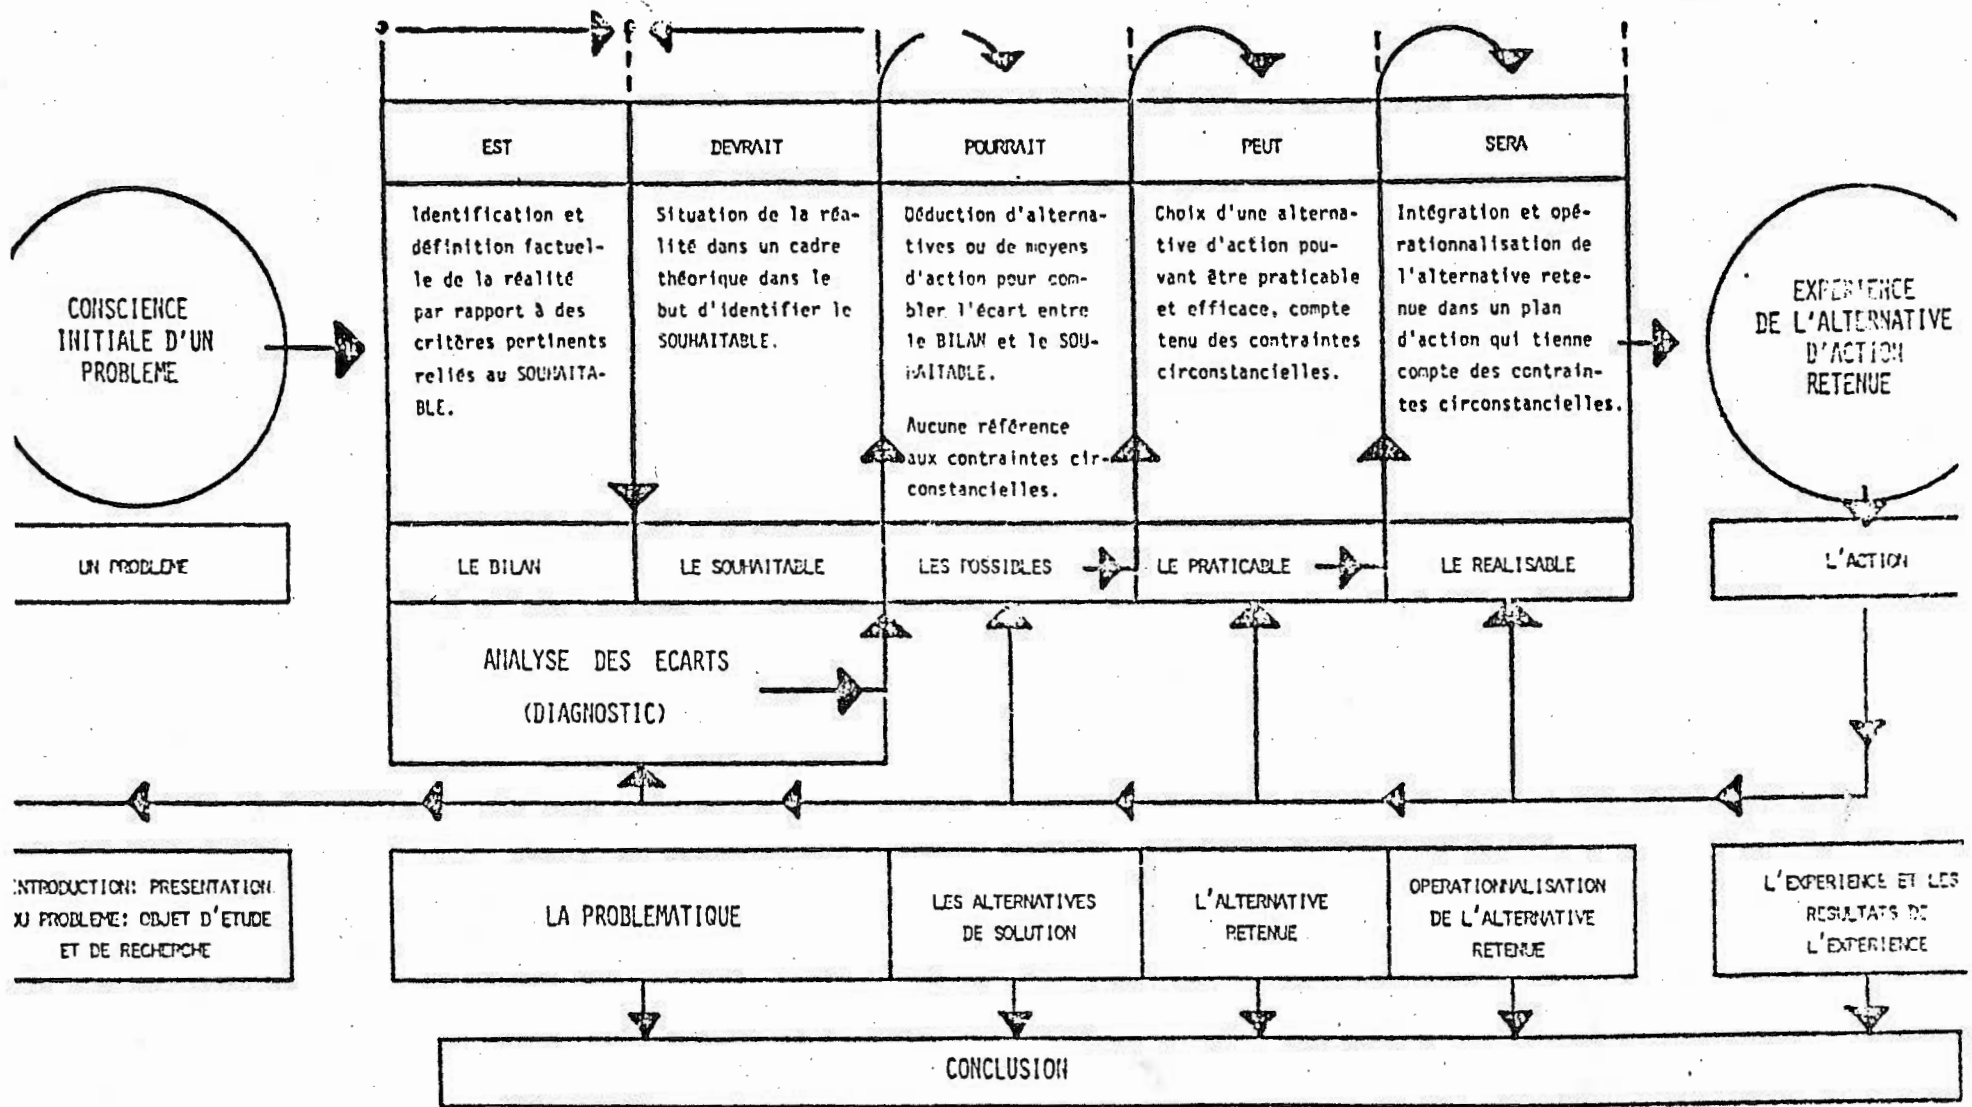 EST
DEVRAIT
POURRAIT
PEUT
SERA
CONSCIENCE
INITIALE D'UN
PROBLEME
Identification et
définition factuel-
le de la réalité
par rapport à des
critères pertinents
reliés au SOUHAITA-
BLE.
Situation de la réa-
lité dans un cadre
théorique dans le
but d'identifier le
SOUHAITABLE.
Déduction d'alterna-
tives ou de moyens
d'action pour com-
bler l'écart entre
le BILAN et le SOU-
HAITABLE.
Aucune référence
aux contraintes cir-
constancielles.
Choix d'une alterna-
tive d'action pou-
vant être praticable
et efficace, compte
tenu des contraintes
circonstancielles.
Intégration et opé-
rationnalisation de
l'alternative rete-
nue dans un plan
d'action qui tienne
compte des contrain-
tes circonstancielles.
EXPERIENCE
DE L'ALTERNATIVE
D'ACTION
RETENUE
UN PROBLEME
LE BILAN
LE SOUHAITABLE
LES POSSIBLES
LE PRATICABLE
LE REALISABLE
L'ACTION
ANALYSE DES ECARTS
(DIAGNOSTIC)
NTRODUCTION: PRESENTATION
DU PROBLEME: OBJET D'ETUDE
ET DE RECHERCHE
LA PROBLEMATIQUE
LES ALTERNATIVES
DE SOLUTION
L'ALTERNATIVE
RETENUE
OPERATIONNALISATION
DE L'ALTERNATIVE
RETENUE
L'EXPERIENCE ET LES
RESULTATS DE
L'EXPERIENCE
CONCLUSION